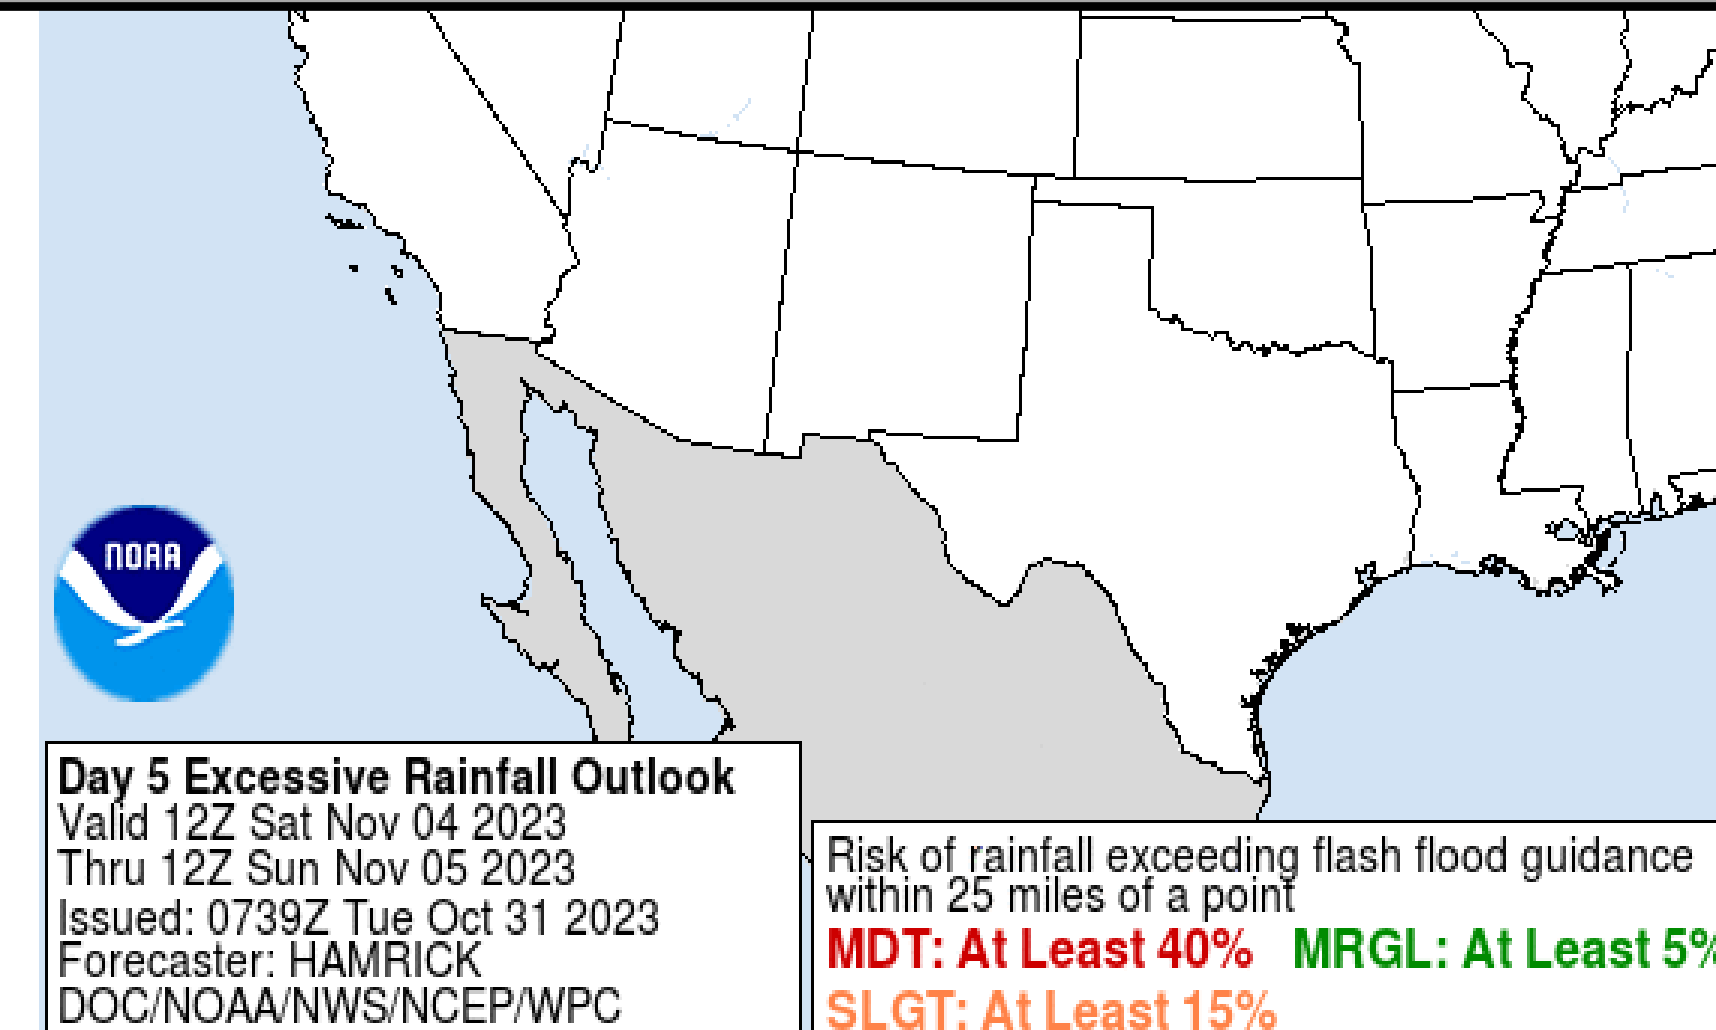 NOAA
Day 5 Excessive Rainfall Outlook
Valid 12Z Sat Nov 04 2023
Thru 12Z Sun Nov 05 2023
Issued: 0739Z Tue Oct 31 2023
Forecaster: HAMRICK
DOC/NOAA/NWS/NCEP/WPC
Risk of rainfall exceeding flash flood guidance
within 25 miles of a point
MDT: At Least 40% MRGL: At Least 5%
SLGT: At Least 15%